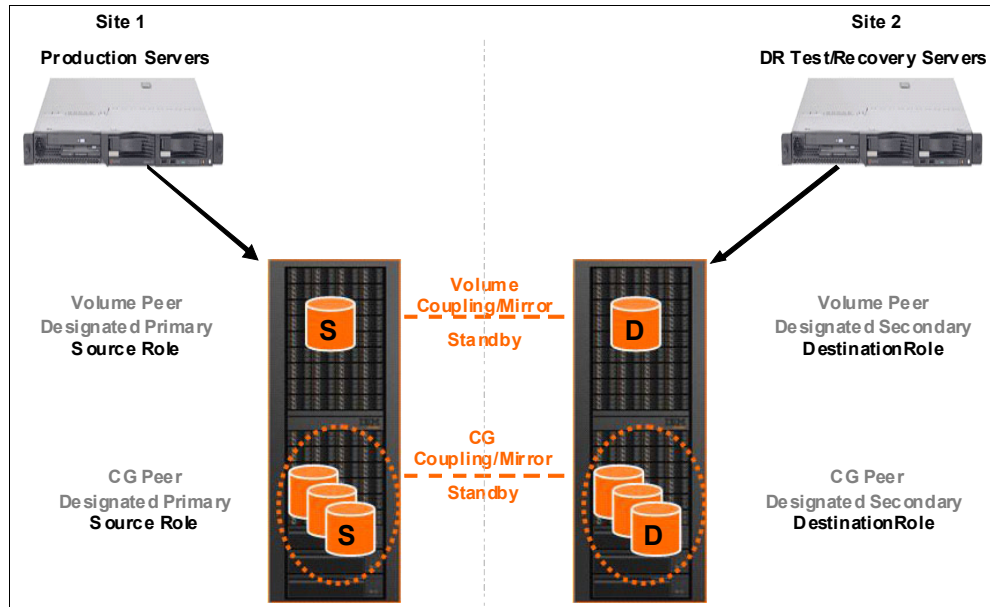 Site 1
Site 2
Production Servers
DR Test/Recovery Servers
Volume Peer
Designated Primary
Source Role
S
Volume
Coupling/Mirror
Standby
D
Volume Peer
Designated Secondary
DestinationRole
IBM
IBM
CG Peer
Designated Primary
Source Role
S
CG
Coupling/Mirror
Standby
D
CG Peer
Designated Secondary
DestinationRole